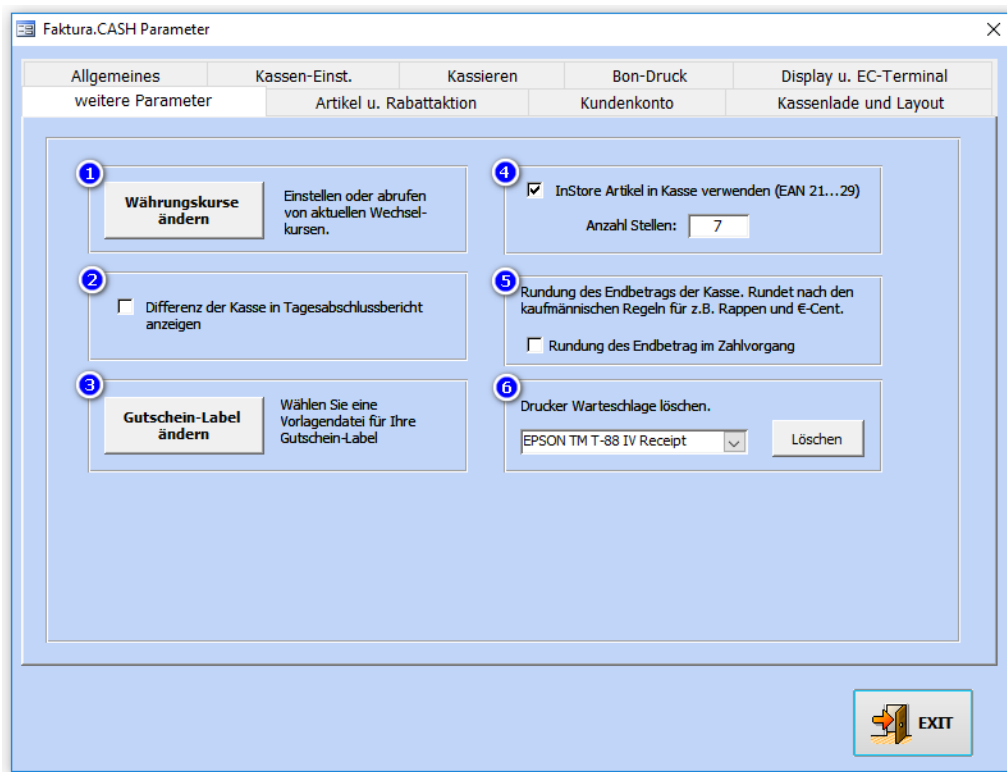 Faktura.CASH Parameter
Allgemeines
Kassen-Einst.
Kassieren
Bon-Druck
Display u. EC-Terminal
weitere Parameter
Artikel u. Rabattaktion
Kundenkonto
Kassenlade und Layout
1
Währungskurse
ändern
Einstellen oder abrufen
von aktuellen Wechsel-
kursen.
2
Differenz der Kasse in Tagesabschlussbericht
anzeigen
3
Gutschein-Label
ändern
Wählen Sie eine
Vorlagendatei für Ihre
Gutschein-Label
4
InStore Artikel in Kasse verwenden (EAN 21...29)
Anzahl Stellen: 7
5
Rundung des Endbetrags der Kasse. Rundet nach den
kaufmännischen Regeln für z.B. Rappen und €-Cent.
Rundung des Endbetrag im Zahlvorgang
6
Drucker Warteschlage löschen.
EPSON TM T-88 IV Receipt
Löschen
EXIT